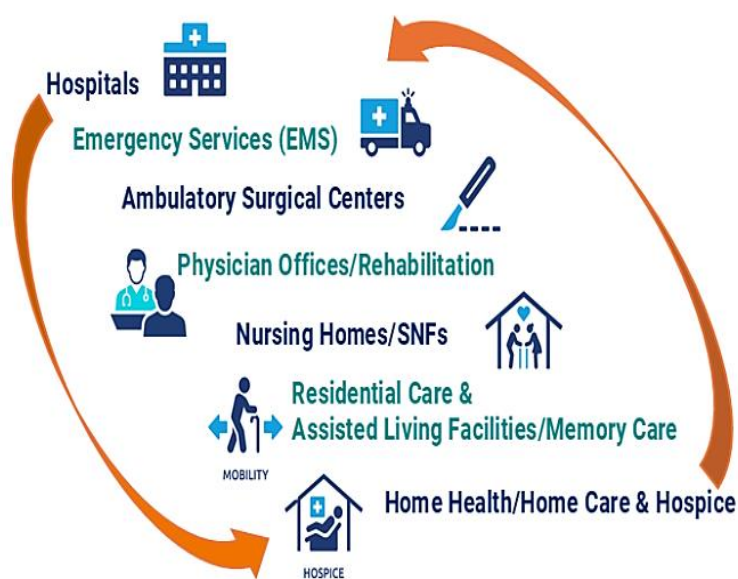 Hospitals
Emergency Services (EMS)
Ambulatory Surgical Centers
Physician Offices/Rehabilitation
Nursing Homes/SNFs
Residential Care &
Assisted Living Facilities/Memory Care
MOBILITY
Home Health/Home Care & Hospice
HOSPICE